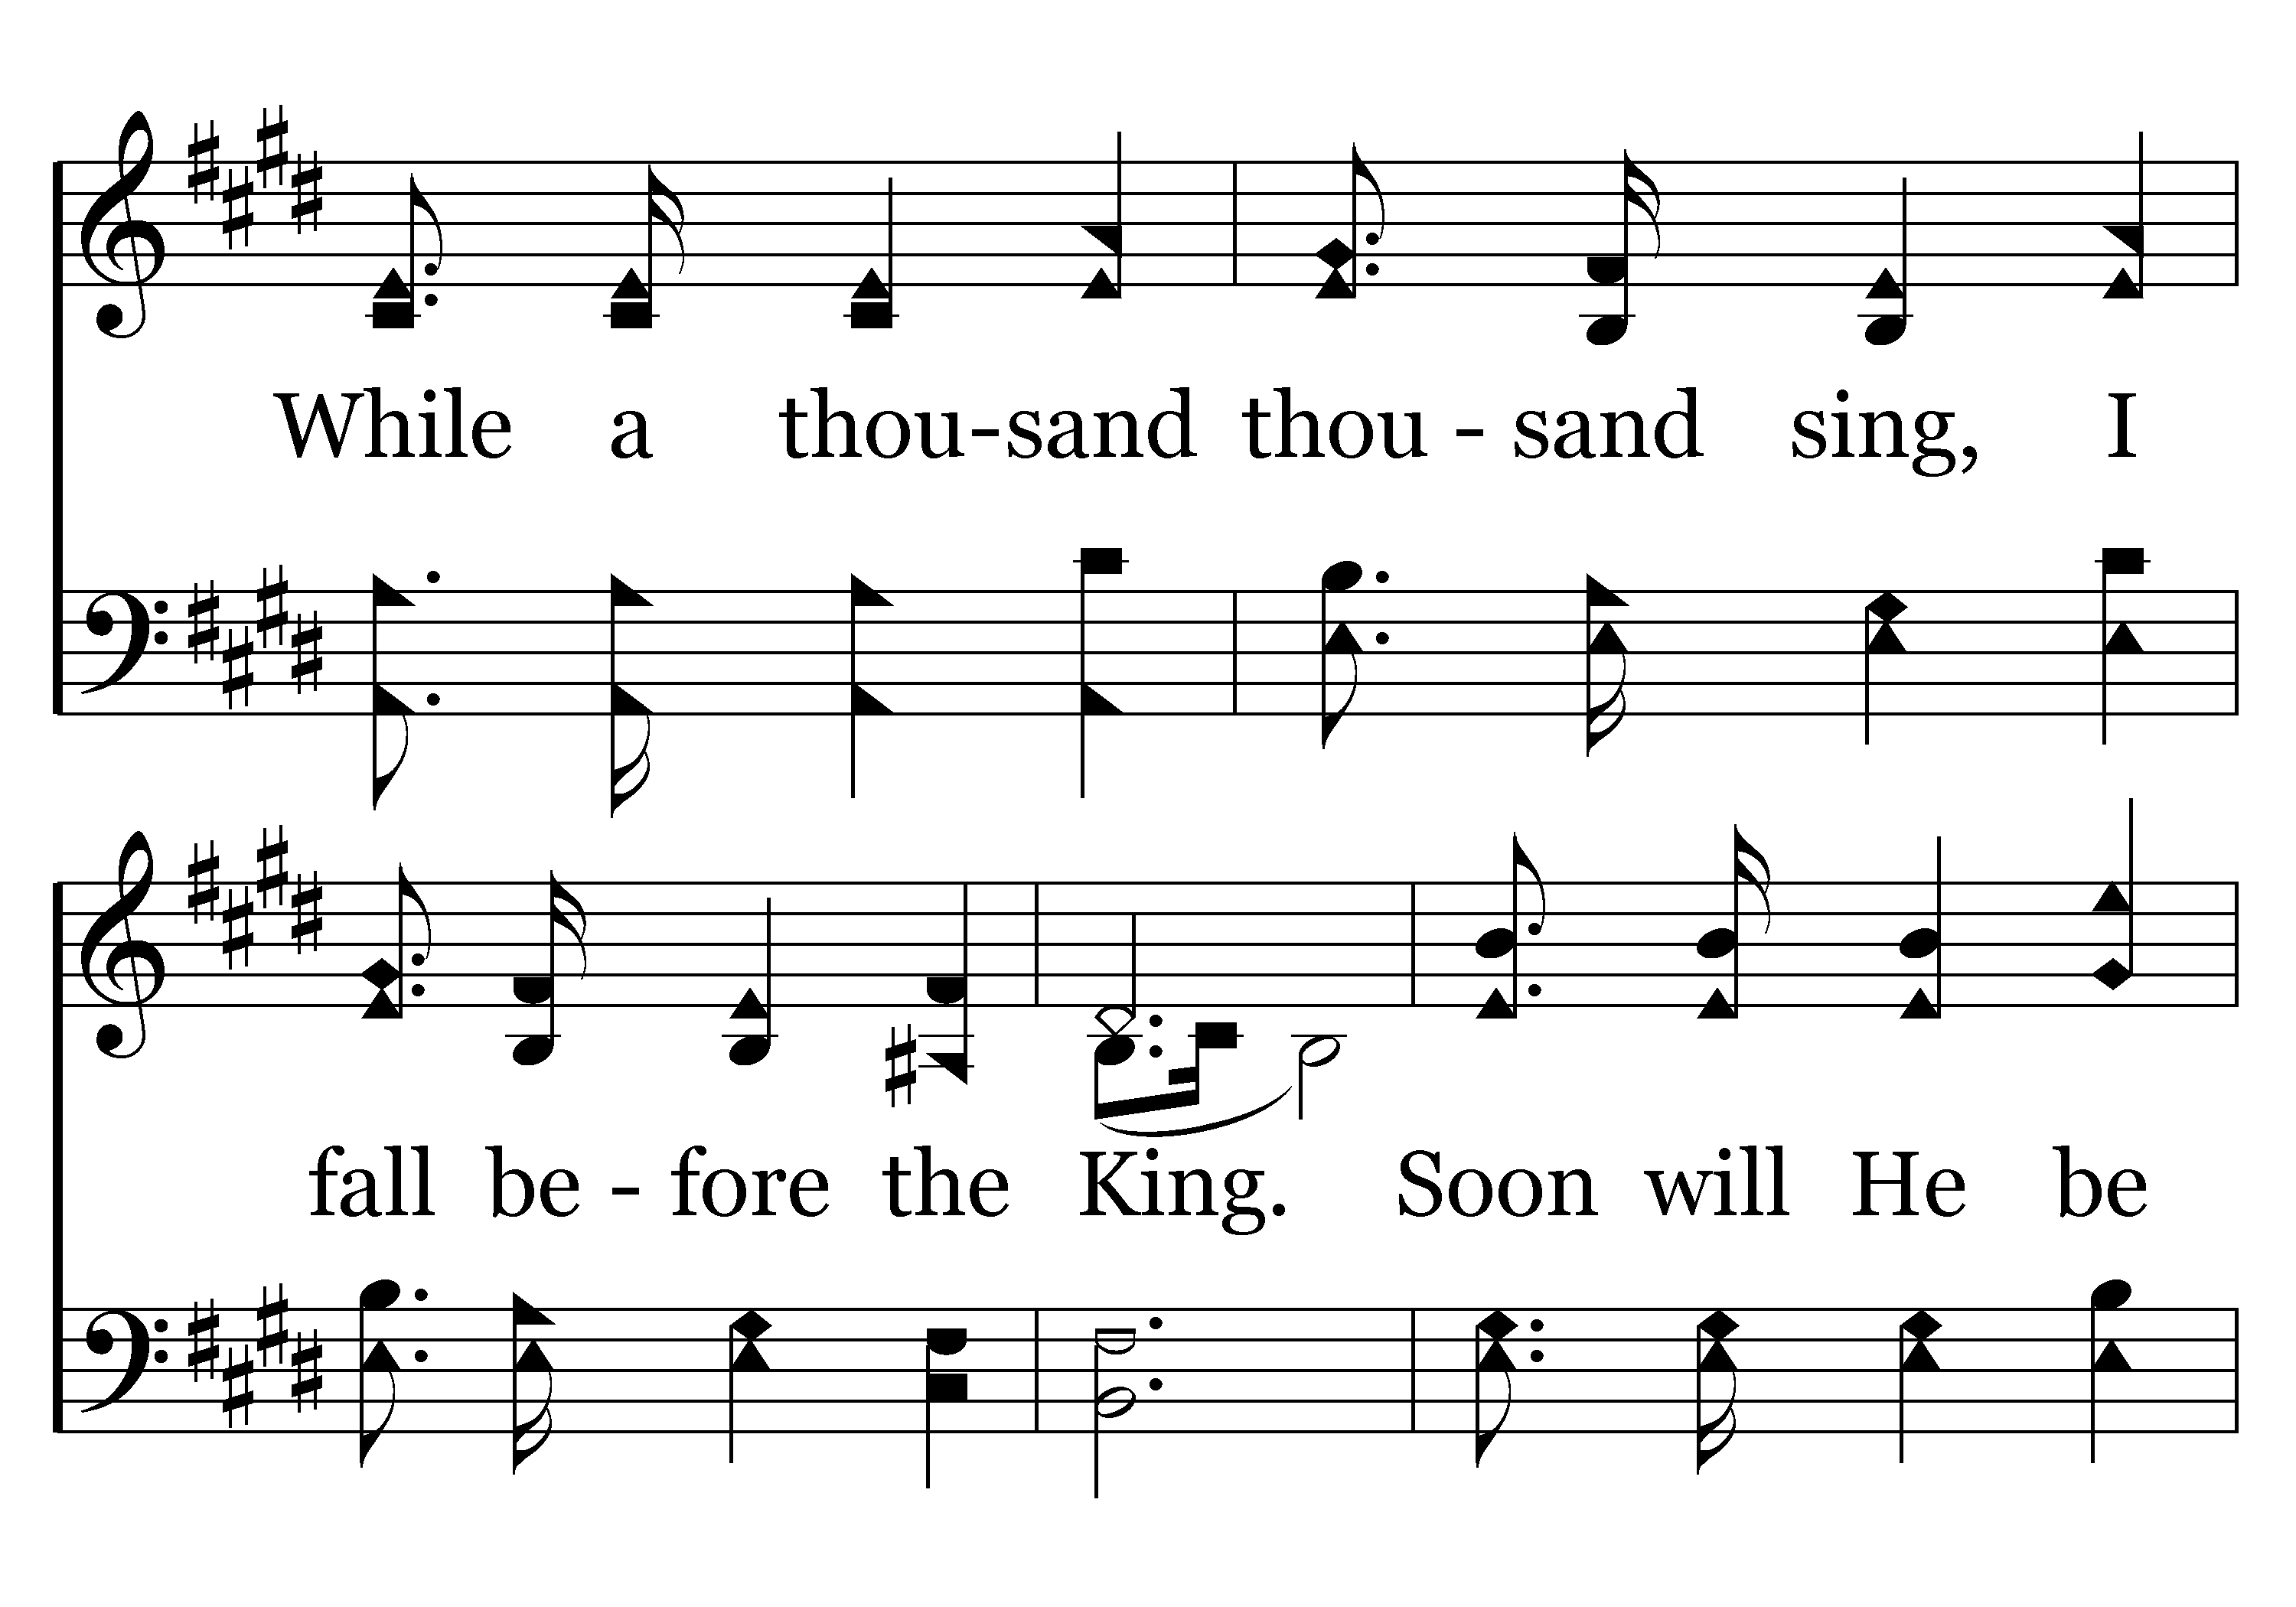 While a thou-sand thou - sand sing, I
fall be - fore the King. Soon will He be